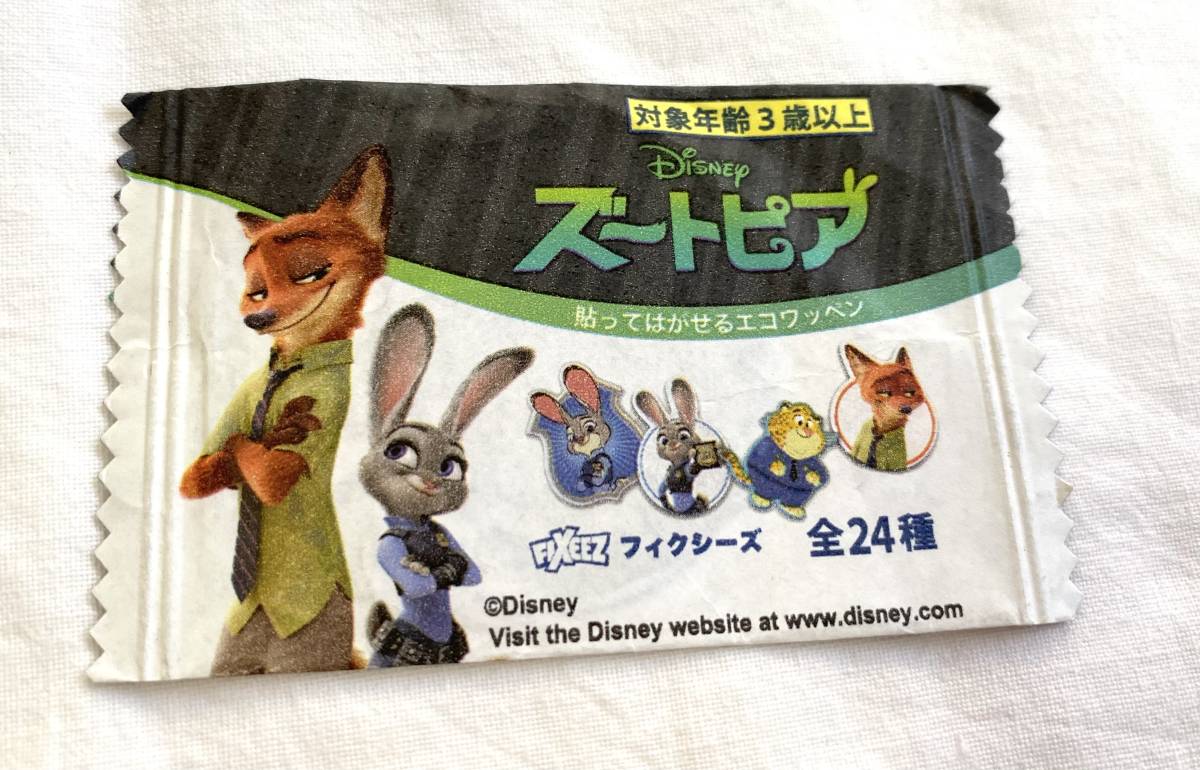 対象年齢3歳以上
Disney
ズートピア
貼ってはがせるエコワッペン
FIXEEZ フィクシーズ 全24種
©Disney
Visit the Disney website at www.disney.com